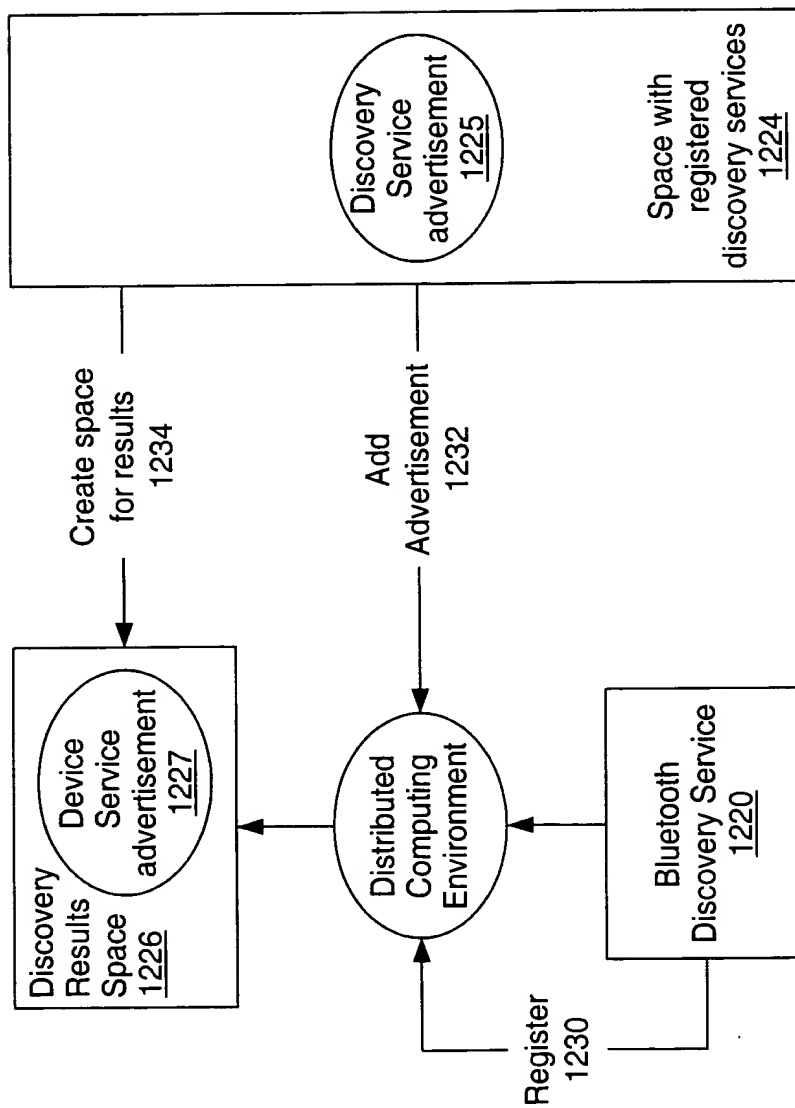 Discovery
Results
Space
1226
Device
Service
advertisement
1227
Create space
for results
1234
Distributed
Computing
Environment
Add
Advertisement
1232
Discovery
Service
advertisement
1225
Register
1230
Bluetooth
Discovery Service
1220
Space with
registered
discovery services
1224